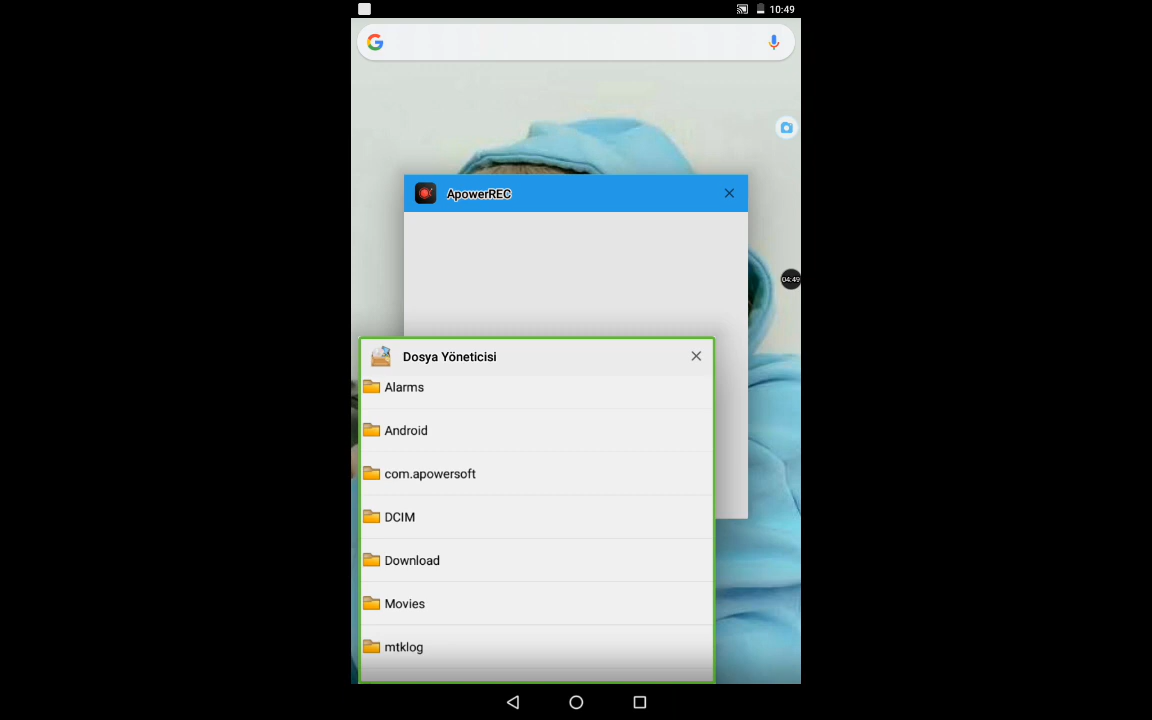 10:49
ApowerREC
04:49
Dosya Yöneticisi
Alarms
Android
com.apowersoft
DCIM
Download
Movies
mtklog